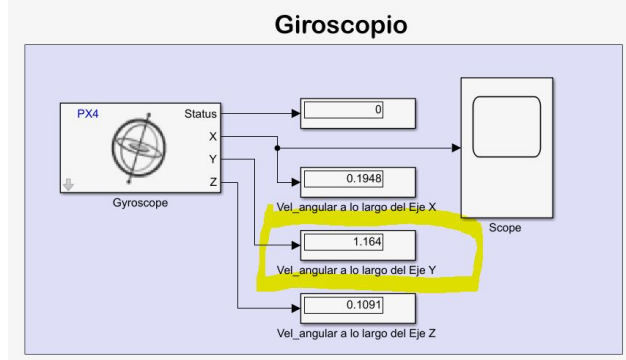 Giroscopio
PX4
Status
X
Y
Z
Gyroscope
0
0.1948
Vel_angular a lo largo del Eje X
1.164
Vel_angular a lo largo del Eje Y
0.1091
Vel_angular a lo largo del Eje Z
Scope